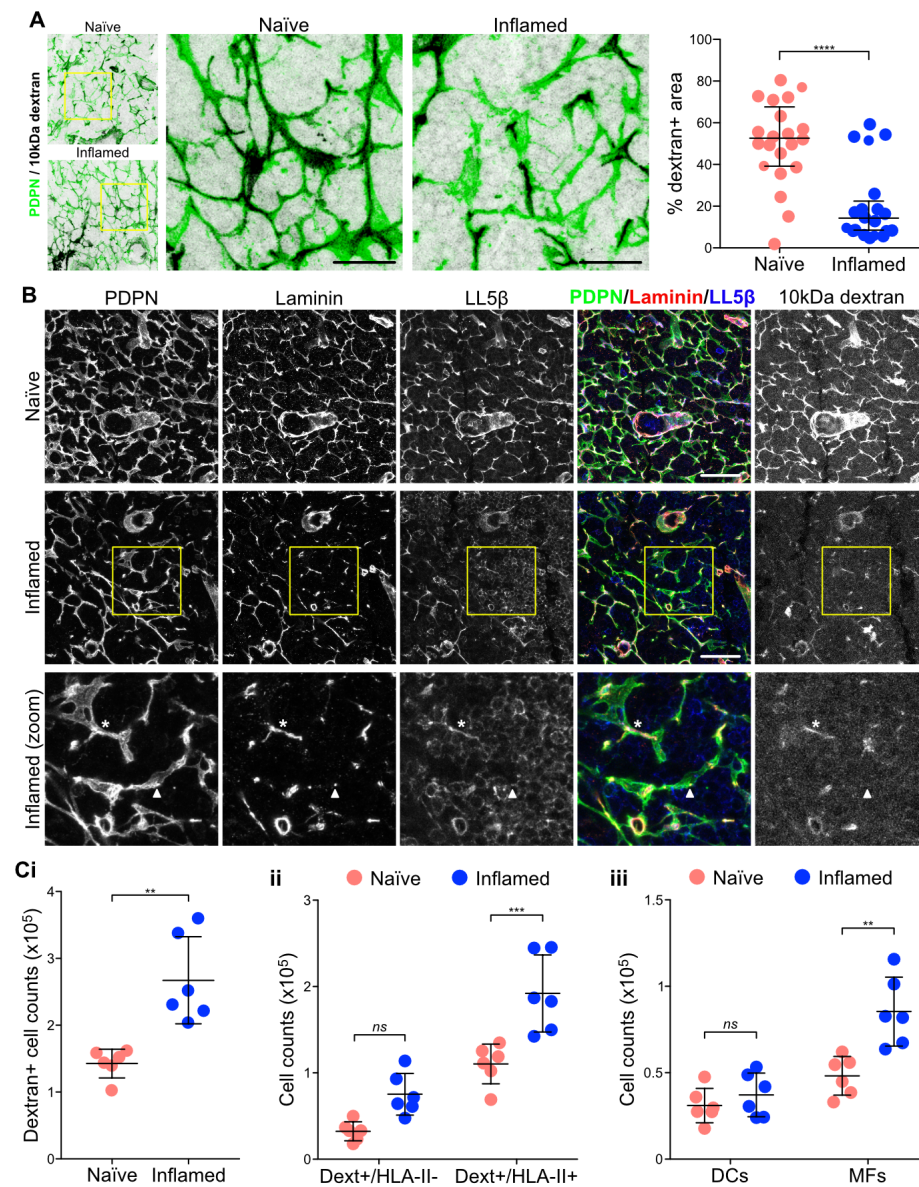 A
Naïve
Inflamed
PDPN / 10kDa dextran
Naïve
Inflamed
% dextran+ area
100
80
60
40
20
0
****
Naïve
Inflamed
B
PDPN
Laminin
LL5β
PDPN/Laminin/LL5β
10kDa dextran
Naïve
Inflamed
Inflamed (zoom)
*
*
*
*
*
Ci
Dextran+ cell counts (x10⁵)
4
3
2
1
0
**
Naïve
Inflamed
ii
Naïve
Inflamed
Cell counts (x10⁵)
3
2
1
0
ns
***
Dext+/HLA-II-
Dext+/HLA-II+
iii
Naïve
Inflamed
Cell counts (x10⁵)
1.5
1
0.5
0
ns
**
DCs
MFs